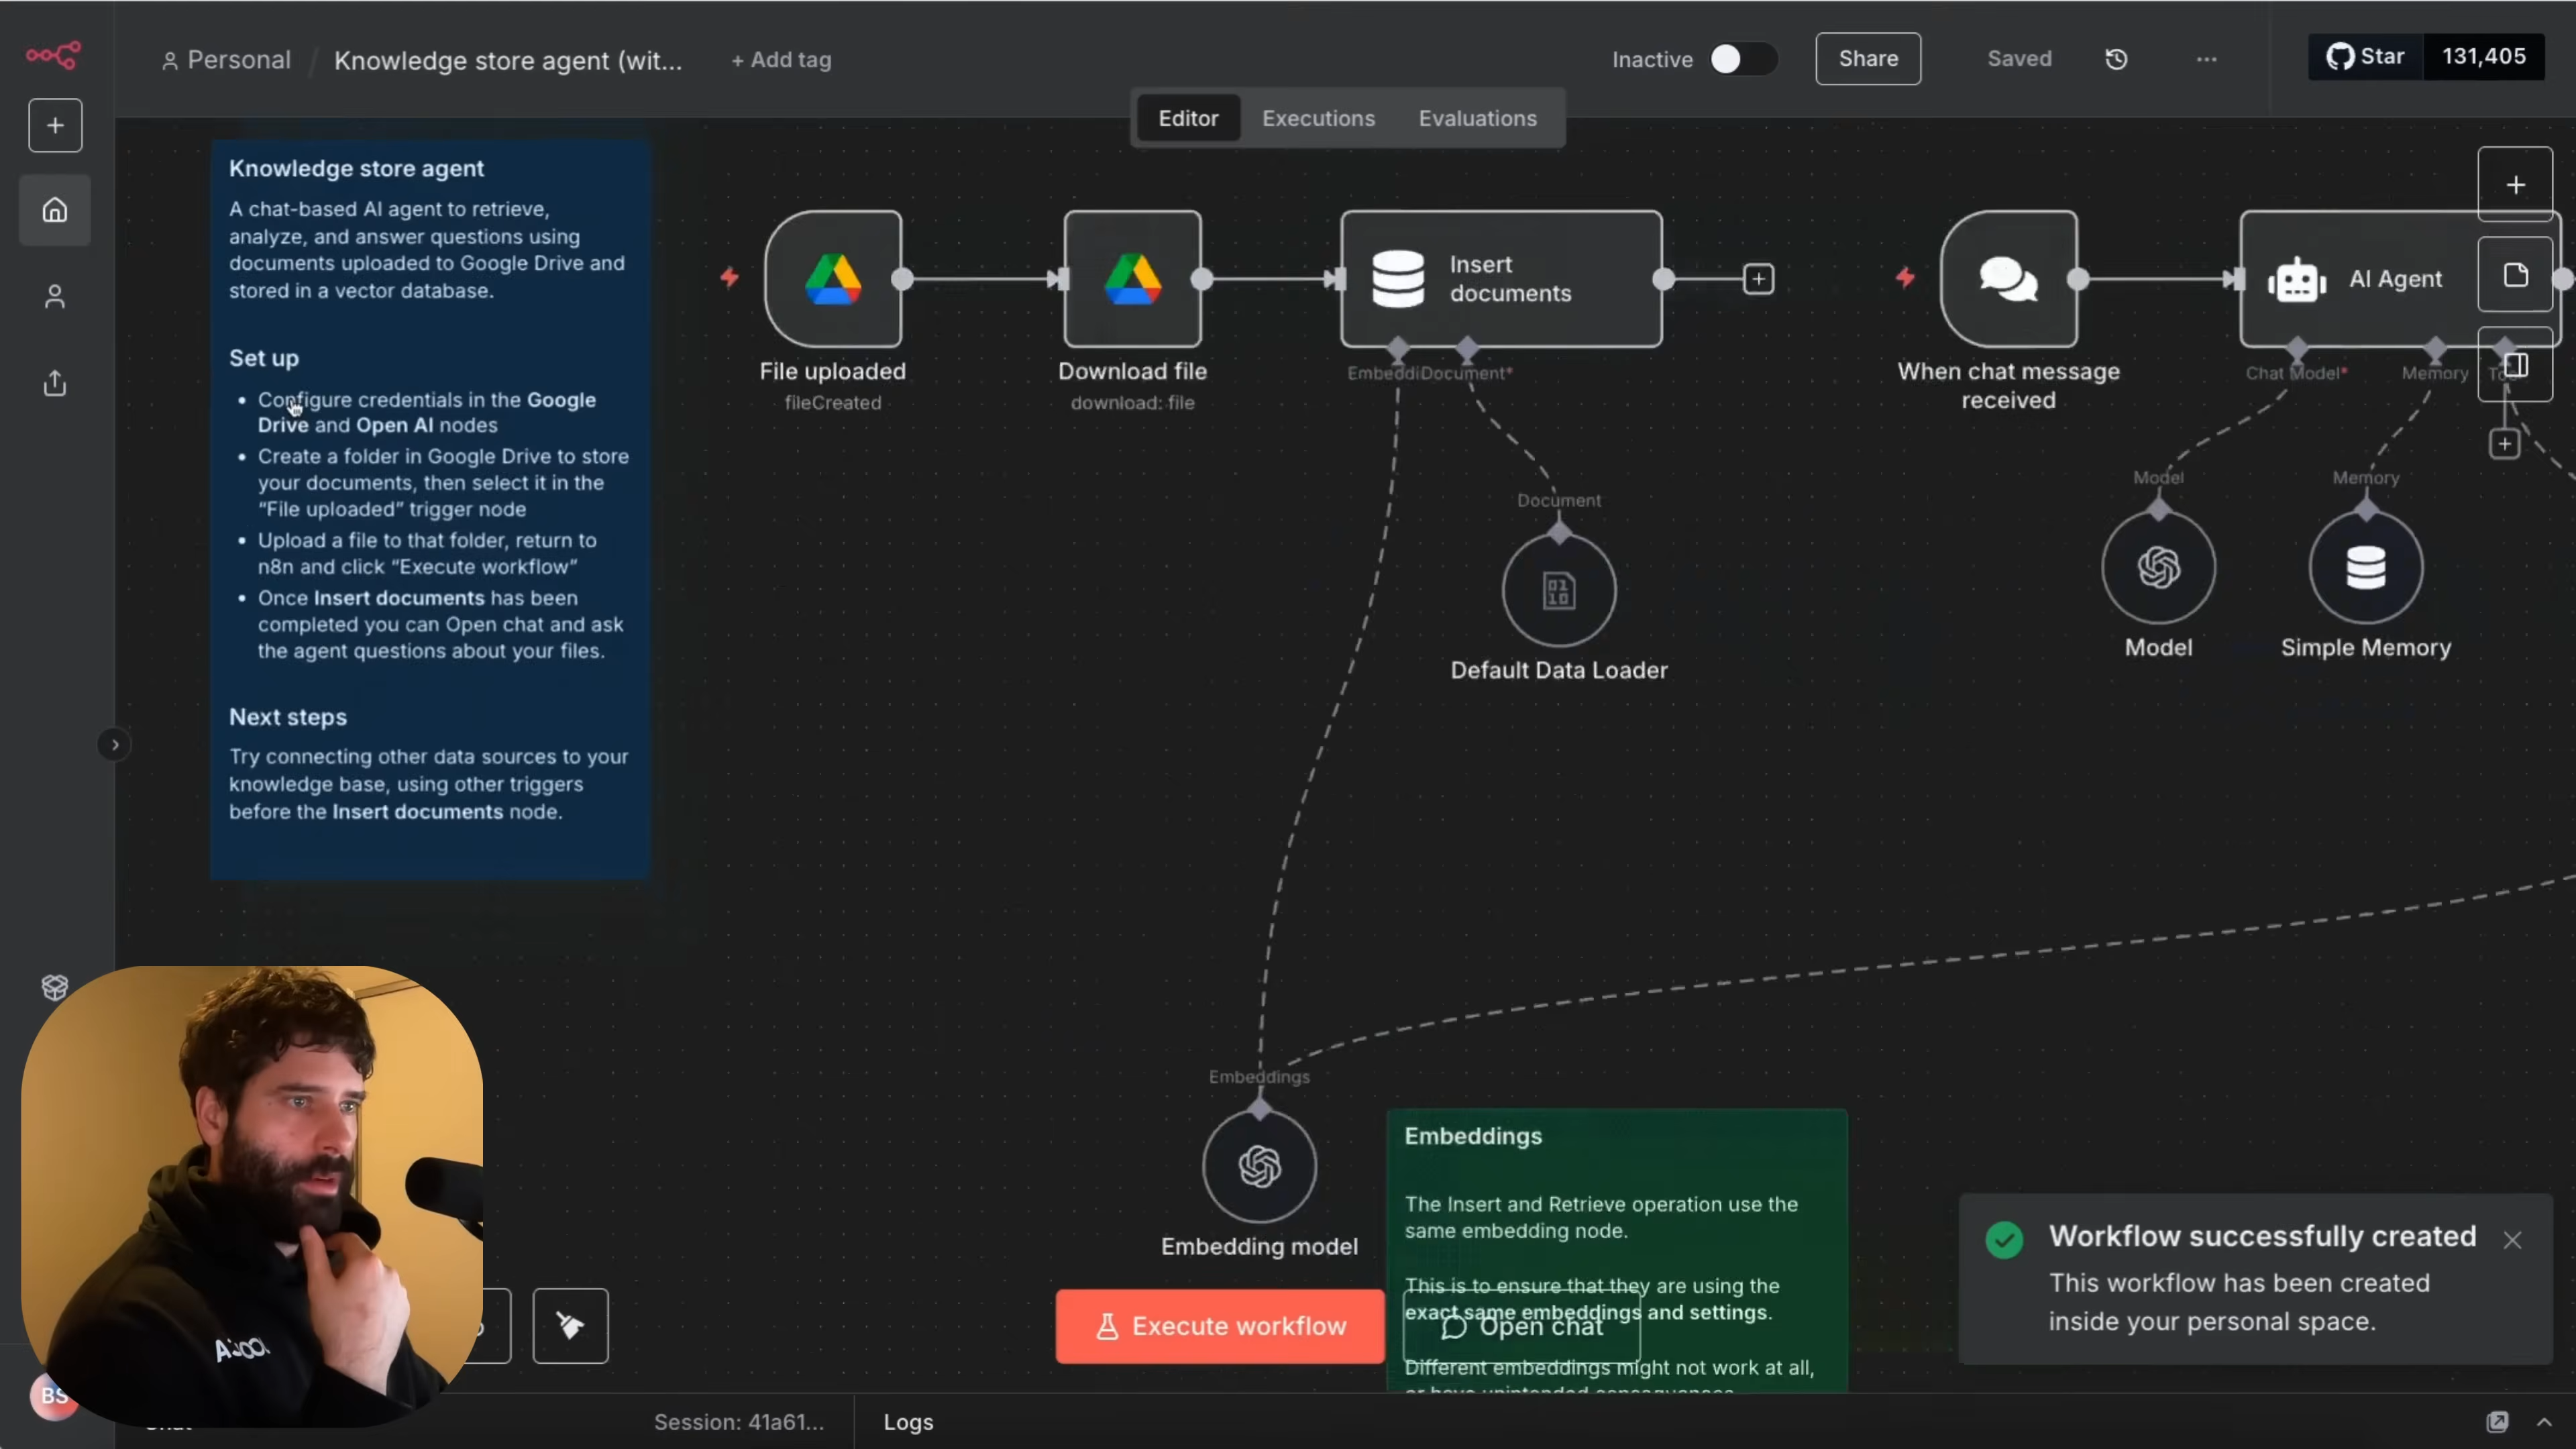 Personal / Knowledge store agent (wit... + Add tag
Inactive Share Saved ... Star 131,405
Editor Executions Evaluations
Knowledge store agent
A chat-based AI agent to retrieve,
analyze, and answer questions using
documents uploaded to Google Drive and
stored in a vector database.
Set up
• Configure credentials in the Google
Drive and Open AI nodes
• Create a folder in Google Drive to store
your documents, then select it in the
“File uploaded” trigger node
• Upload a file to that folder, return to
n8n and click “Execute workflow”
• Once Insert documents has been
completed you can Open chat and ask
the agent questions about your files.
Next steps
Try connecting other data sources to your
knowledge base, using other triggers
before the Insert documents node.
File uploaded
fileCreated
Download file
download: file
Insert
documents
Document*
Document
01
10
Default Data Loader
When chat message
received
AI Agent
Chat Model*
Memory
Model
Model
Memory
Simple Memory
Embeddings
Embedding model
Embeddings
The Insert and Retrieve operation use the
same embedding node.
This is to ensure that they are using the
exact same embeddings and settings.
Different embeddings might not work at all,
Execute workflow
Open chat
Workflow successfully created
This workflow has been created
inside your personal space.
BS
Session: 41a61...
Logs